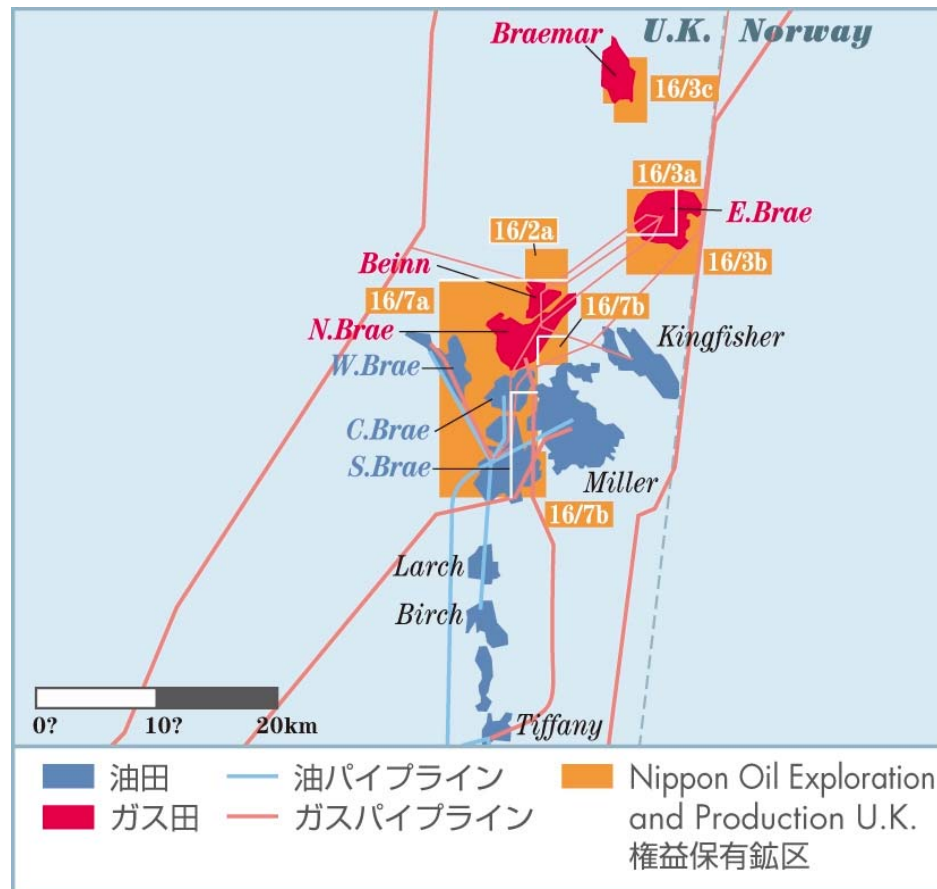 Braemar
U.K. Norway
16/3c
16/3a
E.Brae
16/2a
16/3b
Beinn
16/7a
16/7b
N.Brae
Kingfisher
W.Brae
C.Brae
S.Brae
Miller
16/7b
Larch
Birch
0? 10? 20km
Tiffany
油田
油パイプライン
Nippon Oil Exploration
ガス田
ガスパイプライン
and Production U.K.
権益保有鉱区